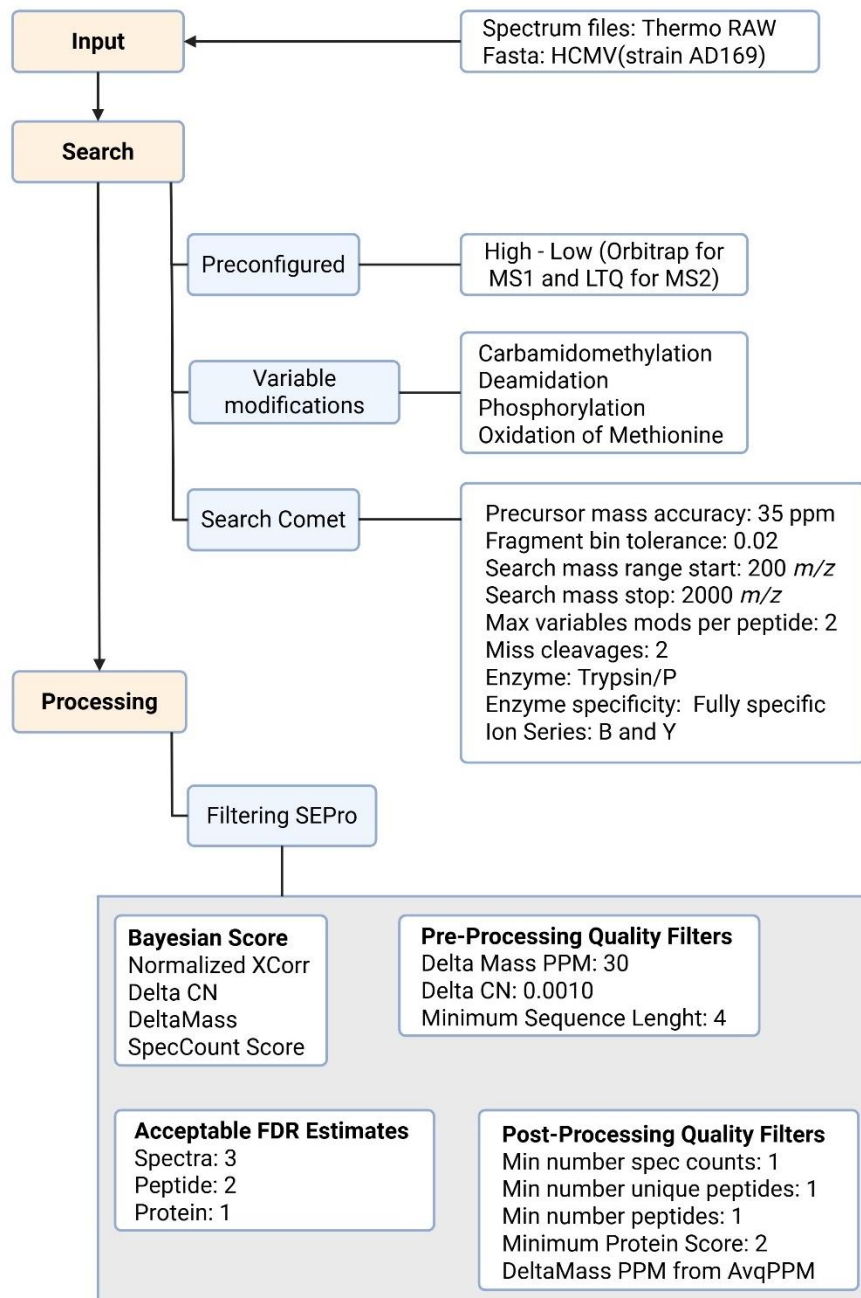 Input
Spectrum files: Thermo RAW
Fasta: HCMV(strain AD169)
Search
Preconfigured
High - Low (Orbitrap for
MS1 and LTQ for MS2)
Variable
modifications
Carbamidomethylation
Deamidation
Phosphorylation
Oxidation of Methionine
Search Comet
Precursor mass accuracy: 35 ppm
Fragment bin tolerance: 0.02
Search mass range start: 200 m/z
Search mass stop: 2000 m/z
Max variables mods per peptide: 2
Miss cleavages: 2
Enzyme: Trypsin/P
Enzyme specificity: Fully specific
Ion Series: B and Y
Processing
Filtering SEPro
Bayesian Score
Normalized XCorr
Delta CN
DeltaMass
SpecCount Score
Pre-Processing Quality Filters
Delta Mass PPM: 30
Delta CN: 0.0010
Minimum Sequence Lenght: 4
Acceptable FDR Estimates
Spectra: 3
Peptide: 2
Protein: 1
Post-Processing Quality Filters
Min number spec counts: 1
Min number unique peptides: 1
Min number peptides: 1
Minimum Protein Score: 2
DeltaMass PPM from AvqPPM